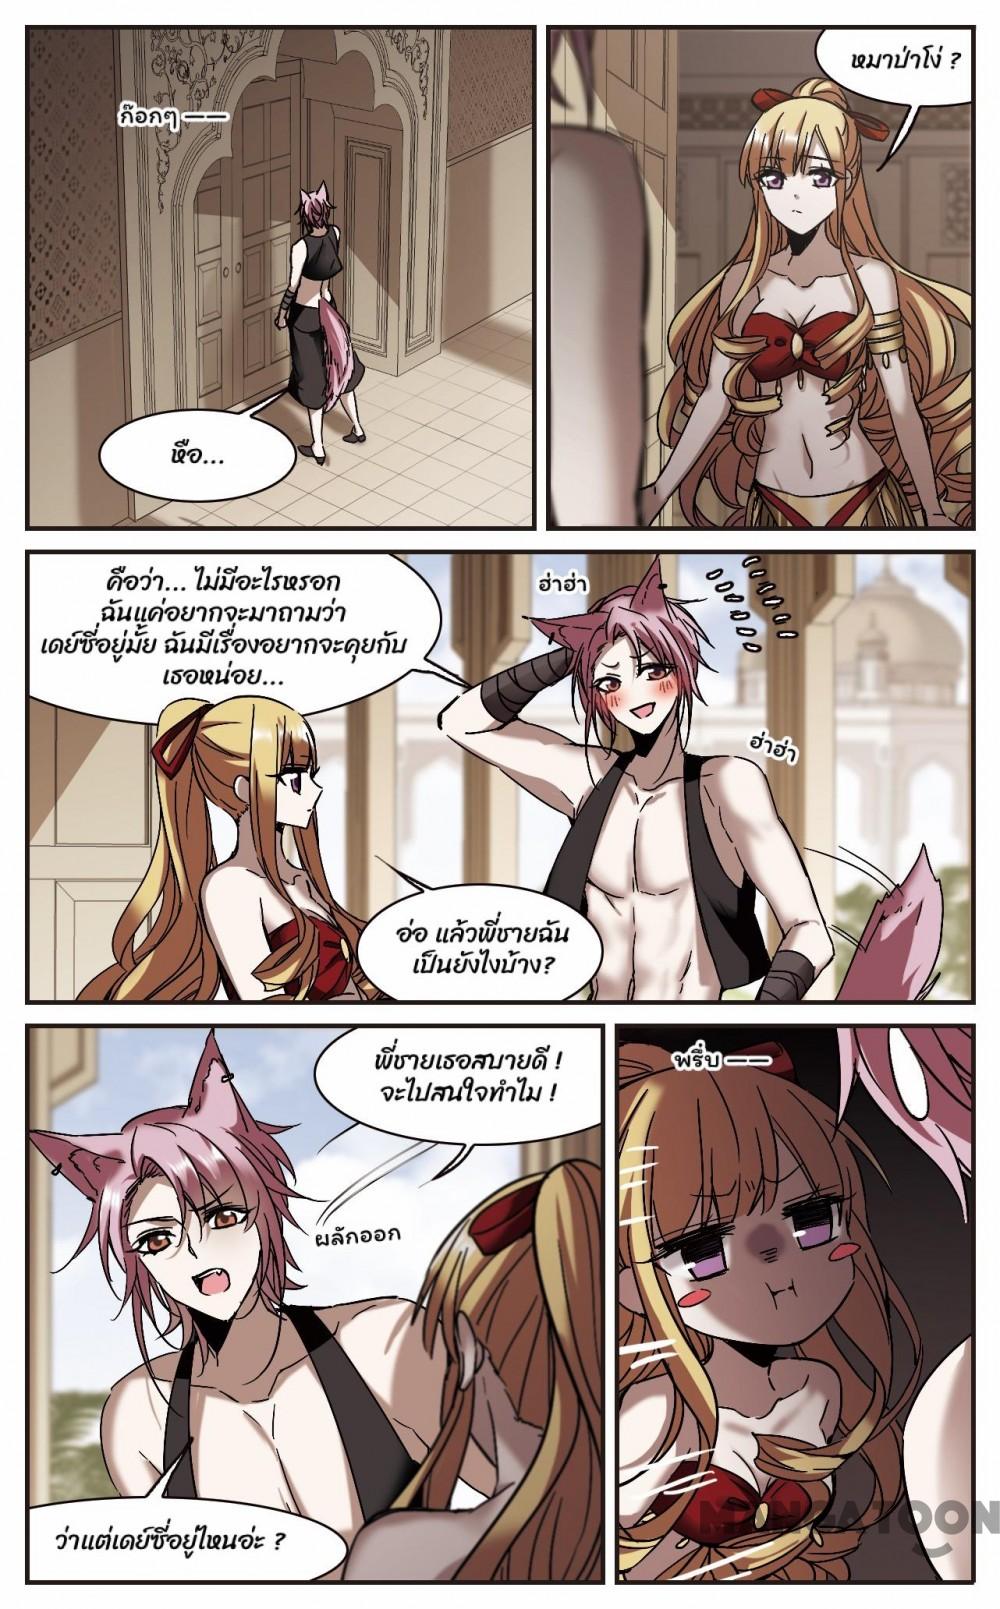 ก๊อกๆ ——
หือ...
หมาป่าโง่ ?
คือว่า... ไม่มีอะไรหรอก
ฉันแค่อยากจะมาถามว่า
เดย์ซี่อยู่มั้ย ฉันมีเรื่องอยากจะคุยกับ
เธอหน่อย...
ฮ่าฮ่า
ฮ่าฮ่า
อ่อ แล้วพี่ชายฉัน
เป็นยังไงบ้าง?
พี่ชายเธอสบายดี !
จะไปสนใจทำไม !
ผลักออก
ว่าแต่เดย์ซี่อยู่ไหนอ่ะ ?
พรึ่บ ——
MANGATOON